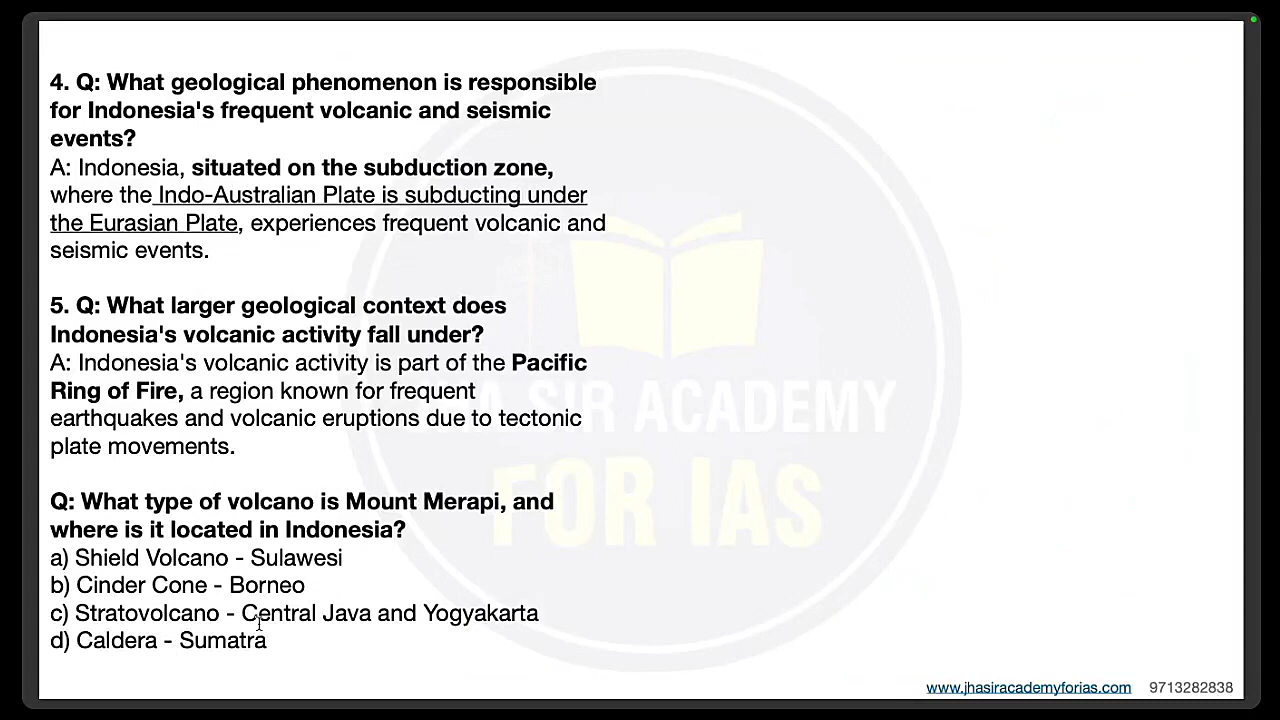 4. Q: What geological phenomenon is responsible
for Indonesia's frequent volcanic and seismic
events?
A: Indonesia, situated on the subduction zone,
where the Indo-Australian Plate is subducting under
the Eurasian Plate, experiences frequent volcanic and
seismic events.
5. Q: What larger geological context does
Indonesia's volcanic activity fall under?
A: Indonesia's volcanic activity is part of the Pacific
Ring of Fire, a region known for frequent
earthquakes and volcanic eruptions due to tectonic
plate movements.
Q: What type of volcano is Mount Merapi, and
where is it located in Indonesia?
a) Shield Volcano - Sulawesi
b) Cinder Cone - Borneo
c) Stratovolcano - Central Java and Yogyakarta
d) Caldera - Sumatra
SIR ACADEMY
FOR IAS
www.jhasiracademyforias.com 9713282838